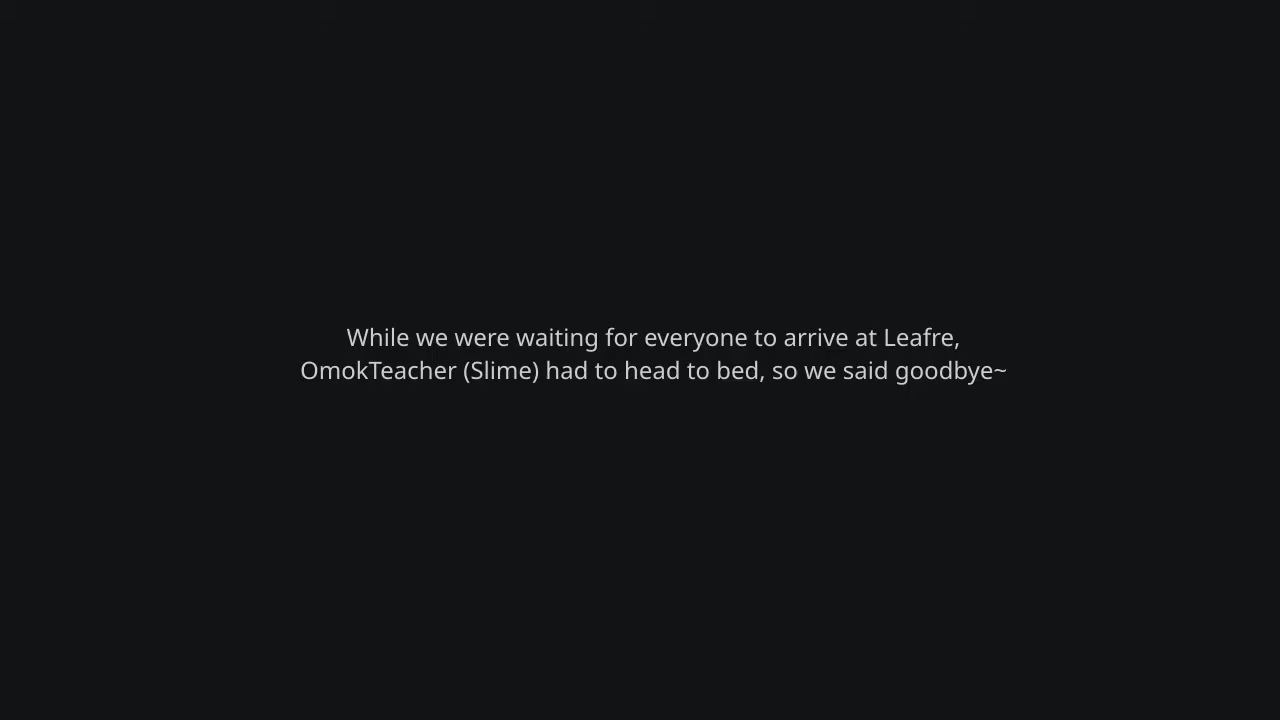 While we were waiting for everyone to arrive at Leafre,
OmokTeacher (Slime) had to head to bed, so we said goodbye~